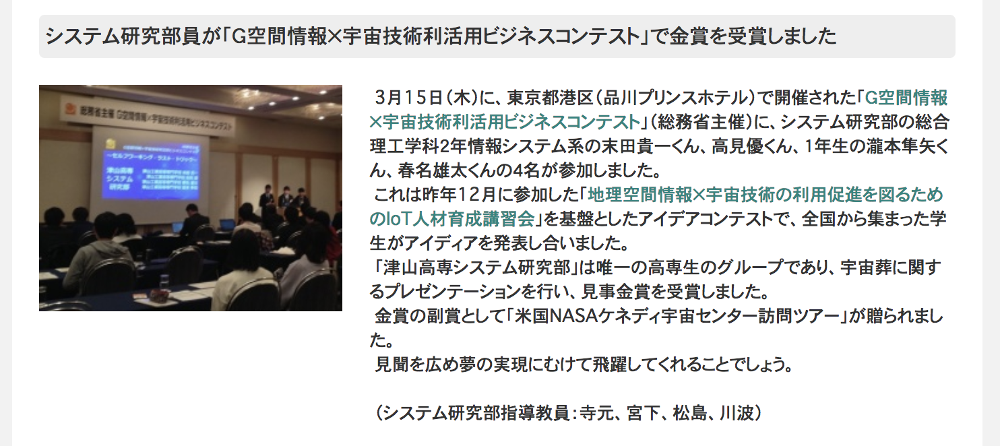 システム研究部員が「G空間情報×宇宙技術利活用ビジネスコンテスト」で金賞を受賞しました
総務省主催 G空間情報×宇宙技術利活用ビジネスコンテスト
～セルフワーキング・ラスト・トリック～
津山高専
システム
研究部
3月15日(木)に、東京都港区(品川プリンスホテル)で開催された「G空間情報
×宇宙技術利活用ビジネスコンテスト」(総務省主催)に、システム研究部の総合
理工学科2年情報システム系の末田貴一くん、高見優くん、1年生の瀧本隼矢く
ん、春名雄太くんの4名が参加しました。
これは昨年12月に参加した「地理空間情報×宇宙技術の利用促進を図るため
のIoT人材育成講習会」を基盤としたアイデアコンテストで、全国から集まった学
生がアイディアを発表し合いました。
「津山高専システム研究部」は唯一の高専生のグループであり、宇宙葬に関す
るプレゼンテーションを行い、見事金賞を受賞しました。
金賞の副賞として「米国NASAケネディ宇宙センター訪問ツアー」が贈られまし
た。
見聞を広め夢の実現にむけて飛躍してくれることでしょう。
(システム研究部指導教員:寺元、宮下、松島、川波)